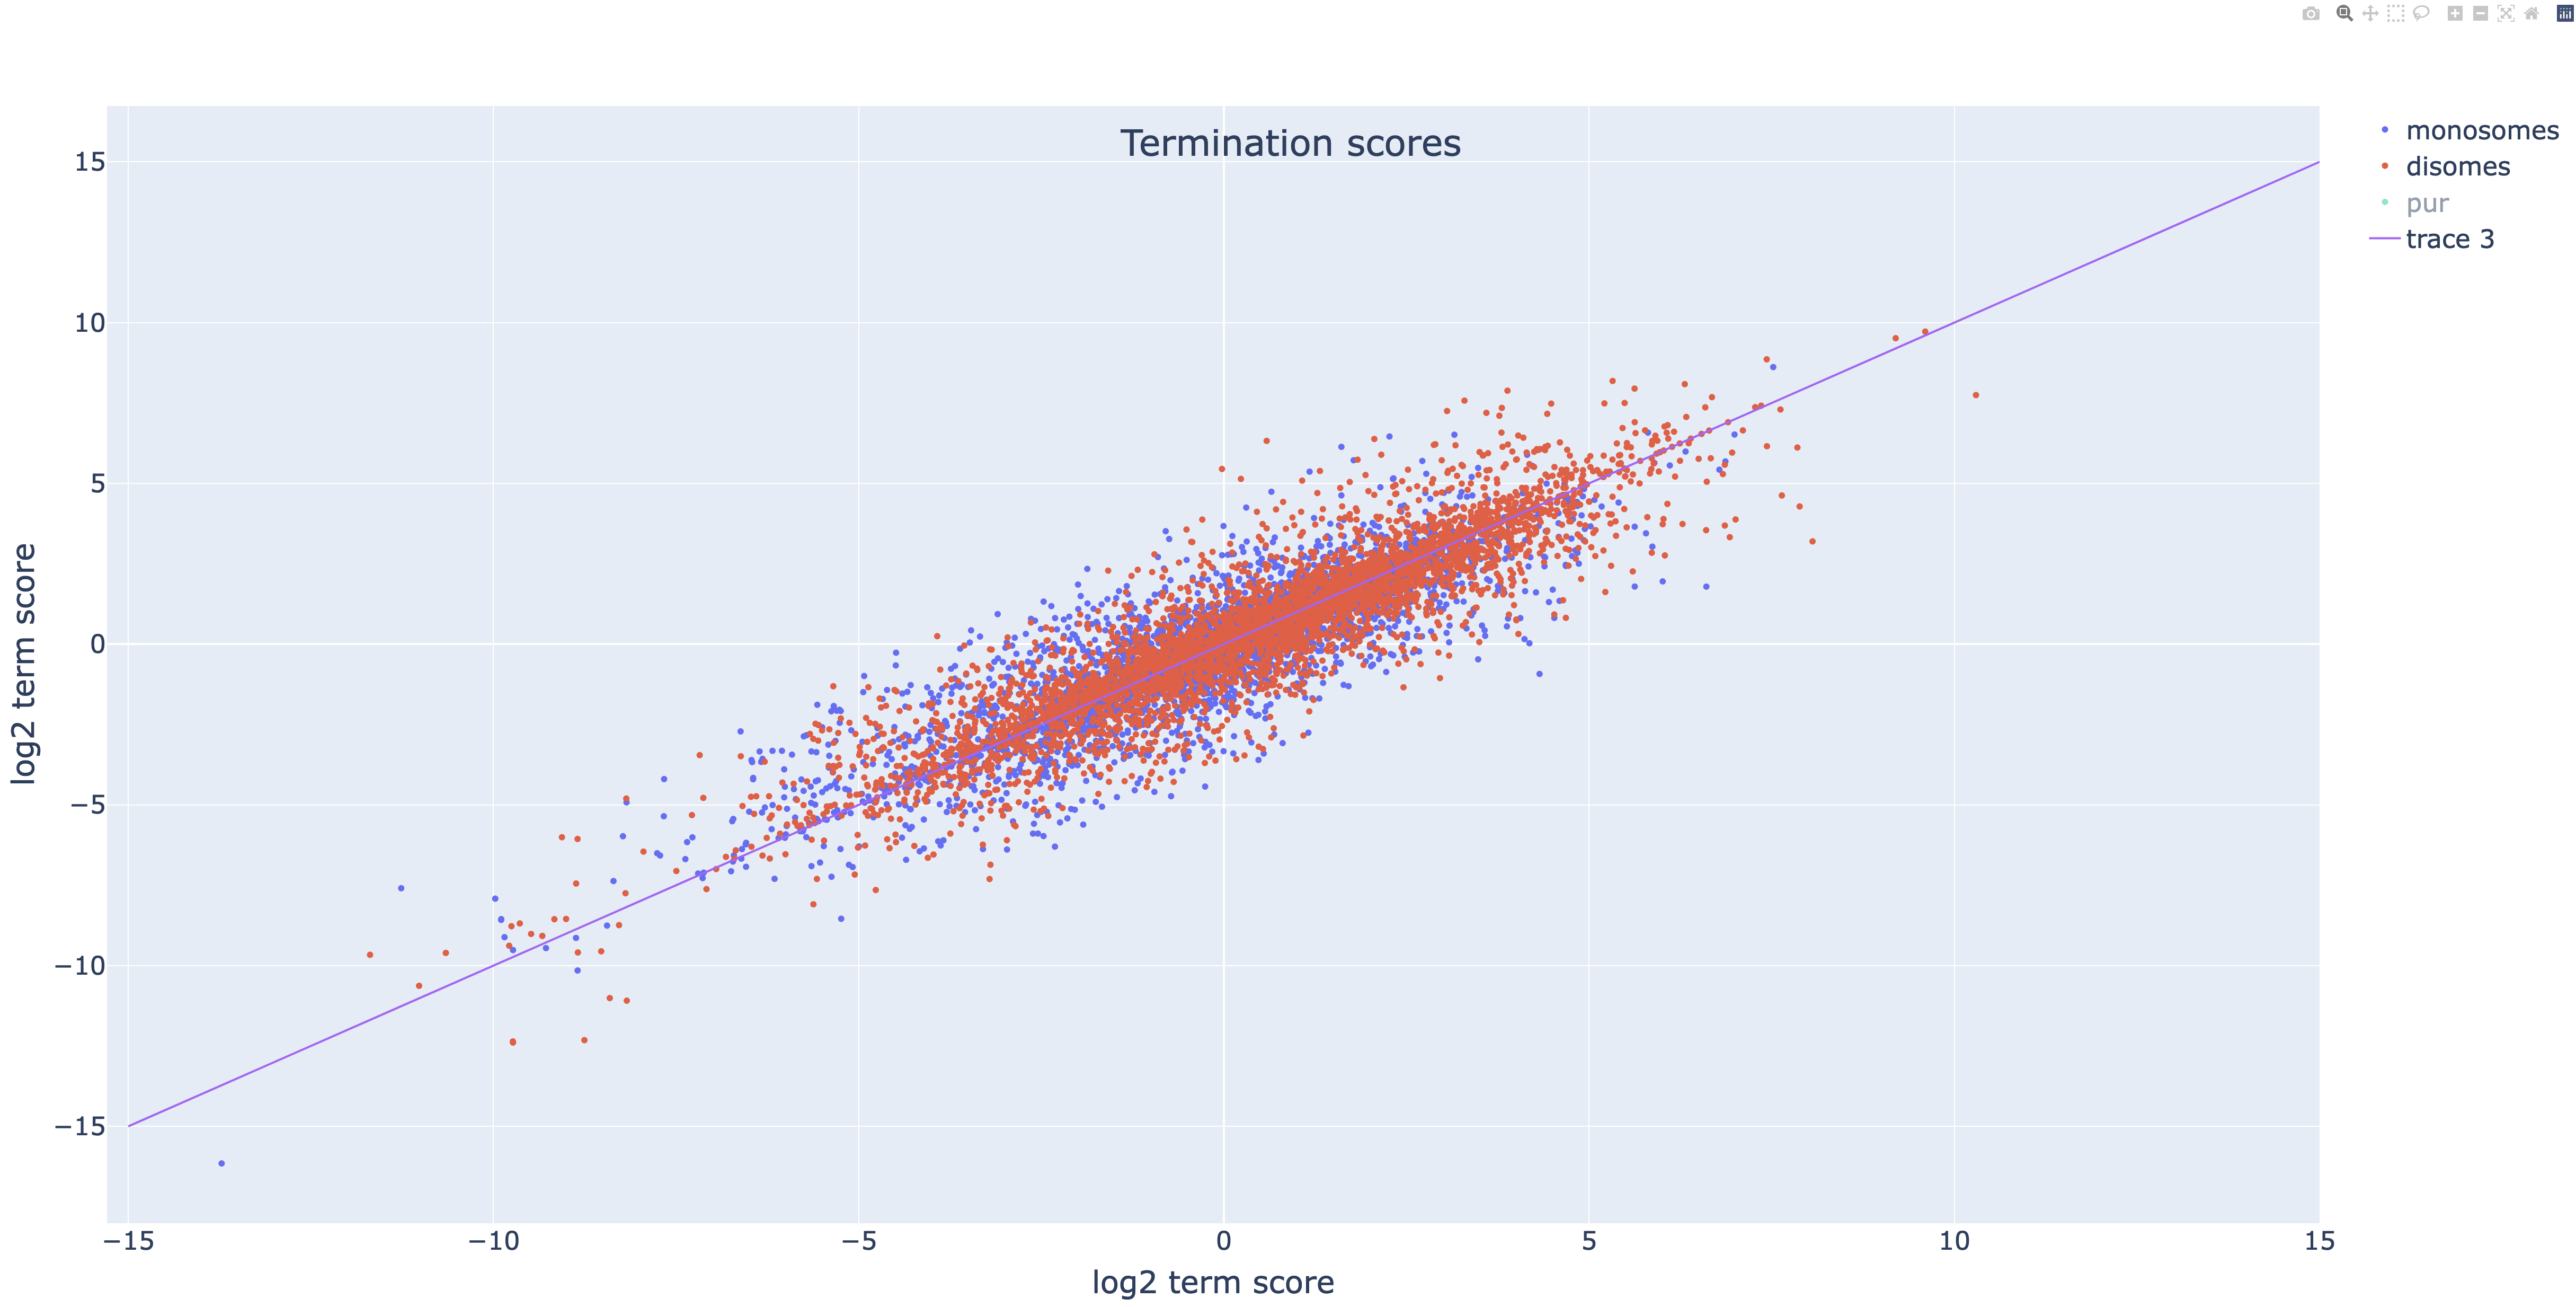 Termination scores
monosomes
disomes
pur
trace 3
15
10
5
0
−5
−10
−15
log2 term score
−15
−10
−5
0
5
10
15
log2 term score